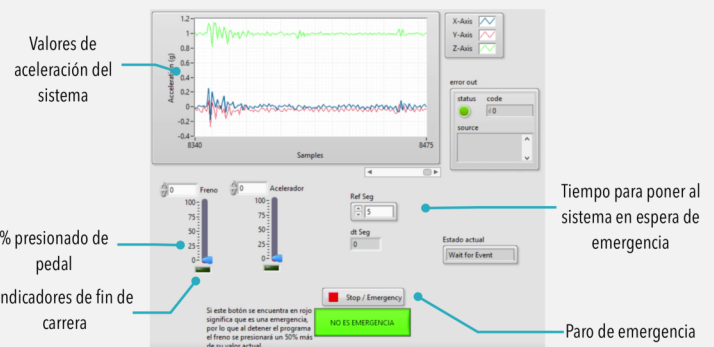 Valores de
aceleración del
sistema
1.2
1
0.8
0.6
0.4
0.2
0
-0.2
-0.4
Acceleration (g)
8340
8475
Samples
X-Axis
Y-Axis
Z-Axis
error out
status
code
0
source
0
Freno
0
Acelerador
100
75
50
25
0
100
75
50
25
0
% presionado de
pedal
ndicadores de fin de
carrera
Ref Seg
5
dt Seg
0
Estado actual
Wait for Event
Tiempo para poner al
sistema en espera de
emergencia
Stop / Emergency
Si este botón se encuentra en rojo
significa que es una emergencia,
por lo que al detener el programa
el freno se presionará un 50% más
de su valor actual.
NO ES EMERGENCIA
Paro de emergencia